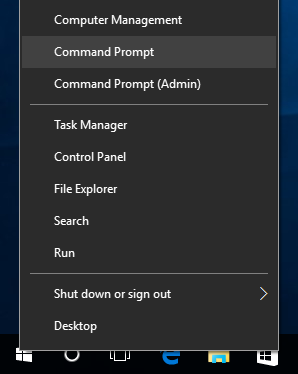 Computer Management
Command Prompt
Command Prompt (Admin)
Task Manager
Control Panel
File Explorer
Search
Run
Shut down or sign out
Desktop